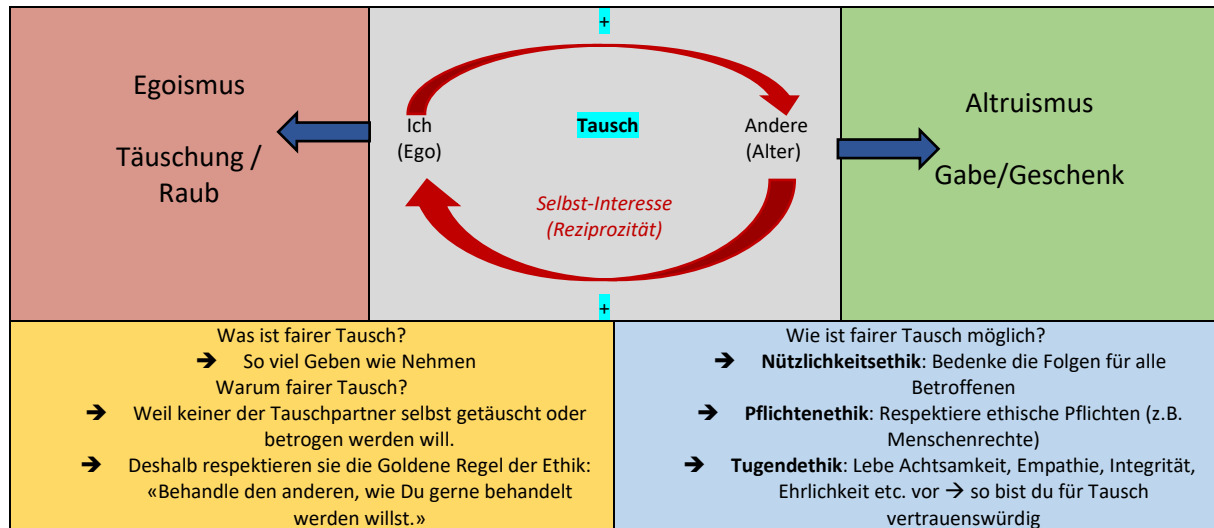 Egoismus
Täuschung /
Raub
+
Ich
(Ego)
Tausch
Andere
(Alter)
Selbst-Interesse
(Reziprozität)
+
Altruismus
Gabe/Geschenk
Was ist fairer Tausch?
➔ So viel Geben wie Nehmen
Warum fairer Tausch?
➔ Weil keiner der Tauschpartner selbst getäuscht oder
betrogen werden will.
➔ Deshalb respektieren sie die Goldene Regel der Ethik:
«Behandle den anderen, wie Du gerne behandelt
werden willst.»
Wie ist fairer Tausch möglich?
➔ Nützlichkeitsethik: Bedenke die Folgen für alle
Betroffenen
➔ Pflichtenethik: Respektiere ethische Pflichten (z.B.
Menschenrechte)
➔ Tugendethik: Lebe Achtsamkeit, Empathie, Integrität,
Ehrlichkeit etc. vor → so bist du für Tausch
vertrauenswürdig